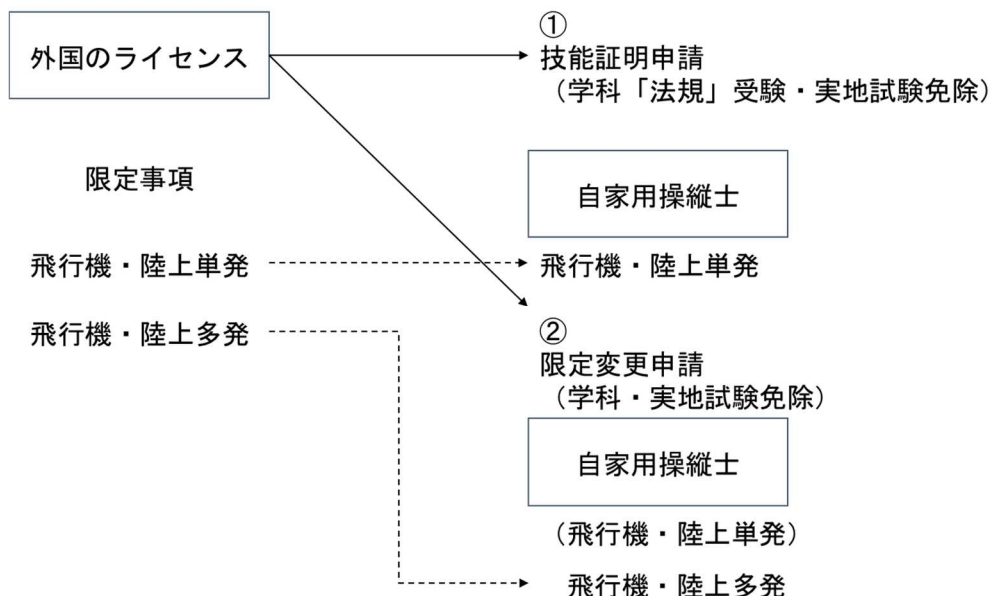 外国のライセンス
①
技能証明申請
（学科「法規」受験・実地試験免除）
限定事項
自家用操縦士
飛行機・陸上単発
飛行機・陸上単発
飛行機・陸上多発
②
限定変更申請
（学科・実地試験免除）
自家用操縦士
（飛行機・陸上単発）
飛行機・陸上多発